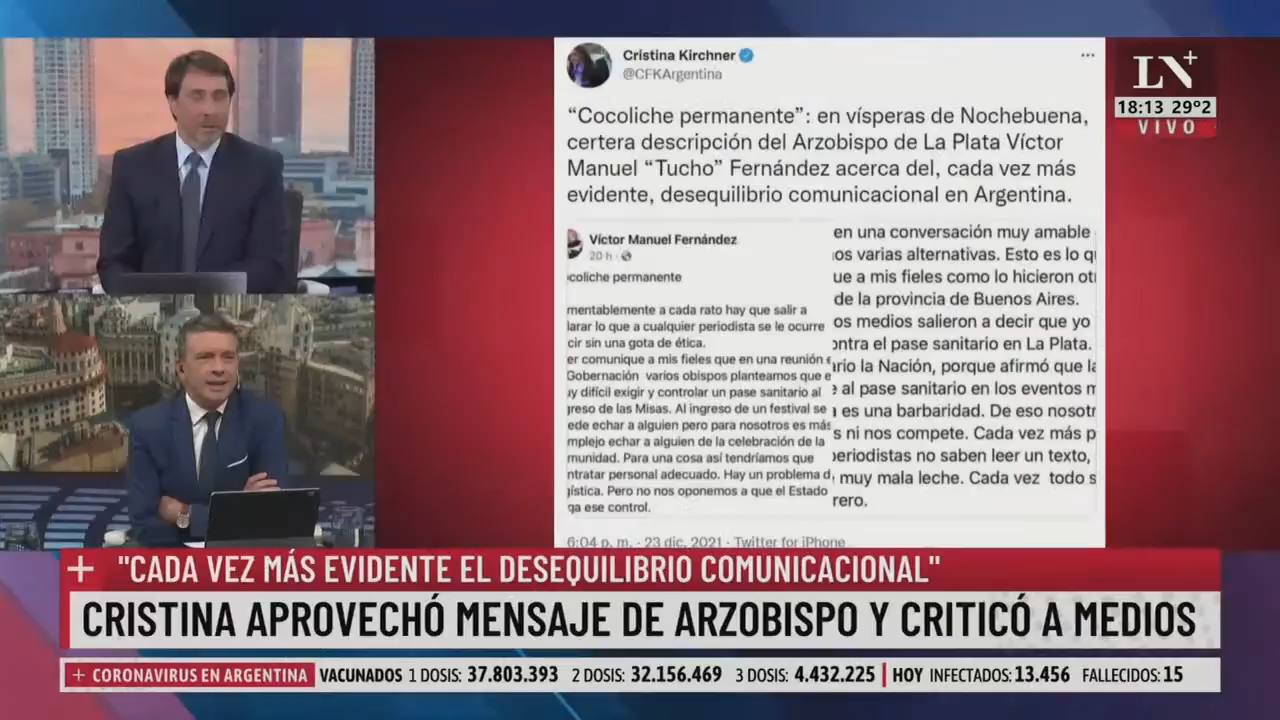 Cristina Kirchner
@CFKArgentina
...
“Cocoliche permanente”: en vísperas de Nochebuena,
certera descripción del Arzobispo de La Plata Víctor
Manuel “Tucho” Fernández acerca del, cada vez más
evidente, desequilibrio comunicacional en Argentina.
Víctor Manuel Fernández
20 h
coliche permanente
mentablemente a cada rato hay que salir a
larar lo que a cualquier periodista se le ocurre
cir sin una gota de ética.
er comunique a mis fieles que en una reunión e
Gobernación varios obispos planteamos que e
uy difícil exigir y controlar un pase sanitario al
greso de las Misas. Al ingreso de un festival se
ede echar a alguien pero para nosotros es más
mplejo echar a alguien de la celebración de la
munidad. Para una cosa así tendríamos que
ntratar personal adecuado. Hay un problema d
gística. Pero no nos oponemos a que el Estado
ga ese control.
en una conversación muy amable
os varias alternativas. Esto es lo q
ue a mis fieles como lo hicieron ot
de la provincia de Buenos Aires.
os medios salieron a decir que yo
ontra el pase sanitario en La Plata.
rio la Nación, porque afirmó que la
e al pase sanitario en los eventos m
a es una barbaridad. De eso nosotr
s ni nos compete. Cada vez más p
periodistas no saben leer un texto,
muy mala leche. Cada vez todo s
rero.
6:04 p. m. · 23 dic. 2021 · Twitter for iPhone
LN+
18:13 29º2
VIVO
+ "CADA VEZ MÁS EVIDENTE EL DESEQUILIBRIO COMUNICACIONAL"
CRISTINA APROVECHÓ MENSAJE DE ARZOBISPO Y CRITICÓ A MEDIOS
+ CORONAVIRUS EN ARGENTINA VACUNADOS 1 DOSIS: 37.803.393 2 DOSIS: 32.156.469 3 DOSIS: 4.432.225 HOY INFECTADOS: 13.456 FALLECIDOS: 15